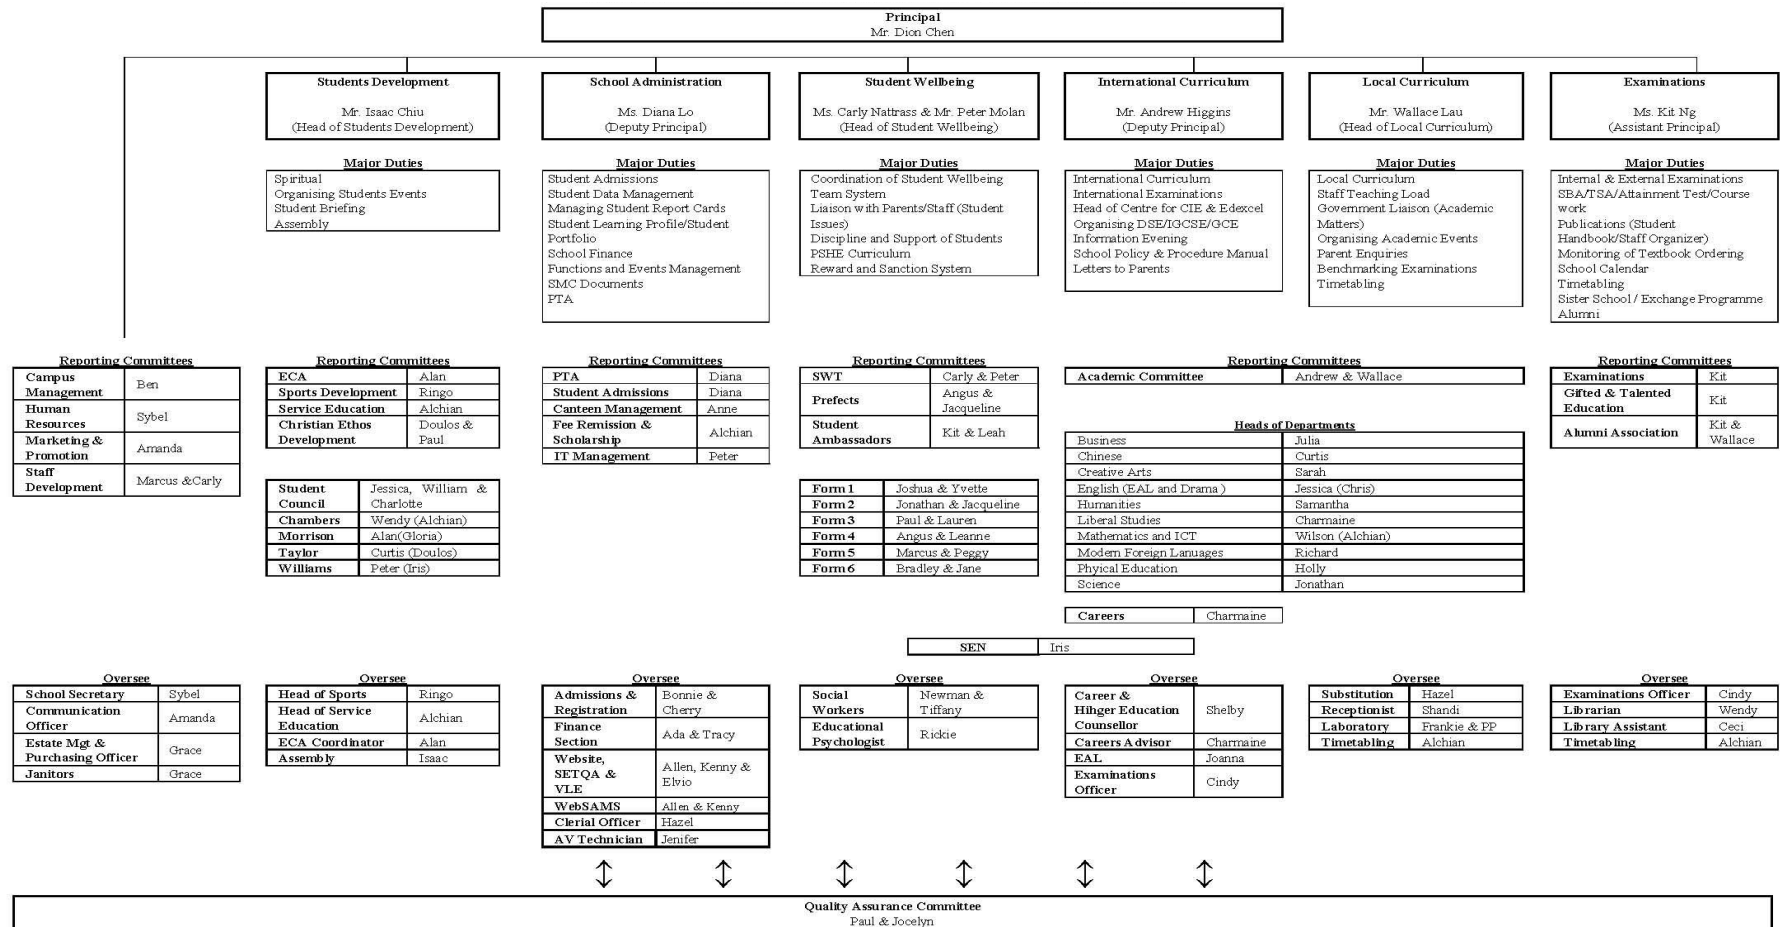 Principal
Mr. Dion Chen
Students Development
Mr. Isaac Chiu
(Head of Students Development)
School Administration
Ms. Diana Lo
(Deputy Principal)
Student Wellbeing
Ms. Carly Nattrass & Mr. Peter Molan
(Head of Student Wellbeing)
International Curriculum
Mr. Andrew Higgins
(Deputy Principal)
Local Curriculum
Mr. Wallace Lau
(Head of Local Curriculum)
Examinations
Ms. Kit Ng
(Assistant Principal)
Major Duties
Spiritual
Organising Students Events
Student Briefing
Assembly
Major Duties
Student Admissions
Student Data Management
Managing Student Report Cards
Student Learning Profile/Student
Portfolio
School Finance
Functions and Events Management
SMC Documents
PTA
Major Duties
Coordination of Student Wellbeing
Team System
Liaison with Parents/Staff (Student
Issues)
Discipline and Support of Students
PSHE Curriculum
Reward and Sanction System
Major Duties
International Curriculum
International Examinations
Head of Centre for CIE & Edexcel
Organising DSE/IGCSE/GCE
Information Evening
School Policy & Procedure Manual
Letters to Parents
Major Duties
Local Curriculum
Staff Teaching Load
Government Liaison (Academic
Matters)
Organising Academic Events
Parent Enquiries
Benchmarking Examinations
Timetabling
Major Duties
Internal & External Examinations
SBA/TSA/Attainment Test/Course
work
Publications (Student
Handbook/Staff Organizer)
Monitoring of Textbook Ordering
School Calendar
Timetabling
Sister School / Exchange Programme
Alumni
Reporting Committees
Campus
Management Ben
Human
Resources Sybel
Marketing &
Promotion Amanda
Staff
Development Marcus &Carly
Reporting Committees
ECA Alan
Sports Development Ringo
Service Education Alchian
Christian Ethos Doulos &
Development Paul
Student Jessica, William &
Council Charlotte
Chambers Wendy (Alchian)
Morrison Alan(Gloria)
Taylor Curtis (Doulos)
Williams Peter (Iris)
Reporting Committees
PTA Diana
Student Admissions Diana
Canteen Management Anne
Fee Remission &
Scholarship Alchian
IT Management Peter
Reporting Committees
SWT Carly & Peter
Prefects Angus &
Jacqueline
Student
Ambassadors Kit & Leah
Form 1 Joshua & Yvette
Form 2 Jonathan & Jacqueline
Form 3 Paul & Lauren
Form 4 Angus & Leanne
Form 5 Marcus & Peggy
Form 6 Bradley & Jane
Reporting Committees
Academic Committee Andrew & Wallace
Heads of Departments
Business Julia
Chinese Curtis
Creative Arts Sarah
English (EAL and Drama ) Jessica (Chris)
Humanities Samantha
Liberal Studies Charmaine
Mathematics and ICT Wilson (Alchian)
Modern Foreign Lanuages Richard
Phyical Education Holly
Science Jonathan
Careers Charmaine
SEN Iris
Reporting Committees
Examinations Kit
Gifted & Talented
Education Kit
Alumni Association Kit &
Wallace
Oversee
School Secretary Sybel
Communication
Officer Amanda
Estate Mgt &
Purchasing Officer Grace
Janitors Grace
Oversee
Head of Sports Ringo
Head of Service
Education Alchian
ECA Coordinator Alan
Assembly Isaac
Oversee
Admissions & Bonnie &
Registration Cherry
Finance
Section Ada & Tracy
Website,
SETQA & Allen, Kenny &
VLE Elvio
WebSAMS Allen & Kenny
Clerial Officer Hazel
AV Technician Jenifer
Oversee
Social Newman &
Workers Tiffany
Educational
Psychologist Rickie
Oversee
Career &
Hihger Education Shelby
Counsellor
Careers Advisor Charmaine
EAL Joanna
Examinations
Officer Cindy
Oversee
Substitution Hazel
Receptionist Shandi
Laboratory Frankie & PP
Timetabling Alchian
Oversee
Examinations Officer Cindy
Librarian Wendy
Library Assistant Ceci
Timetabling Alchian
Quality Assurance Committee
Paul & Jocelyn